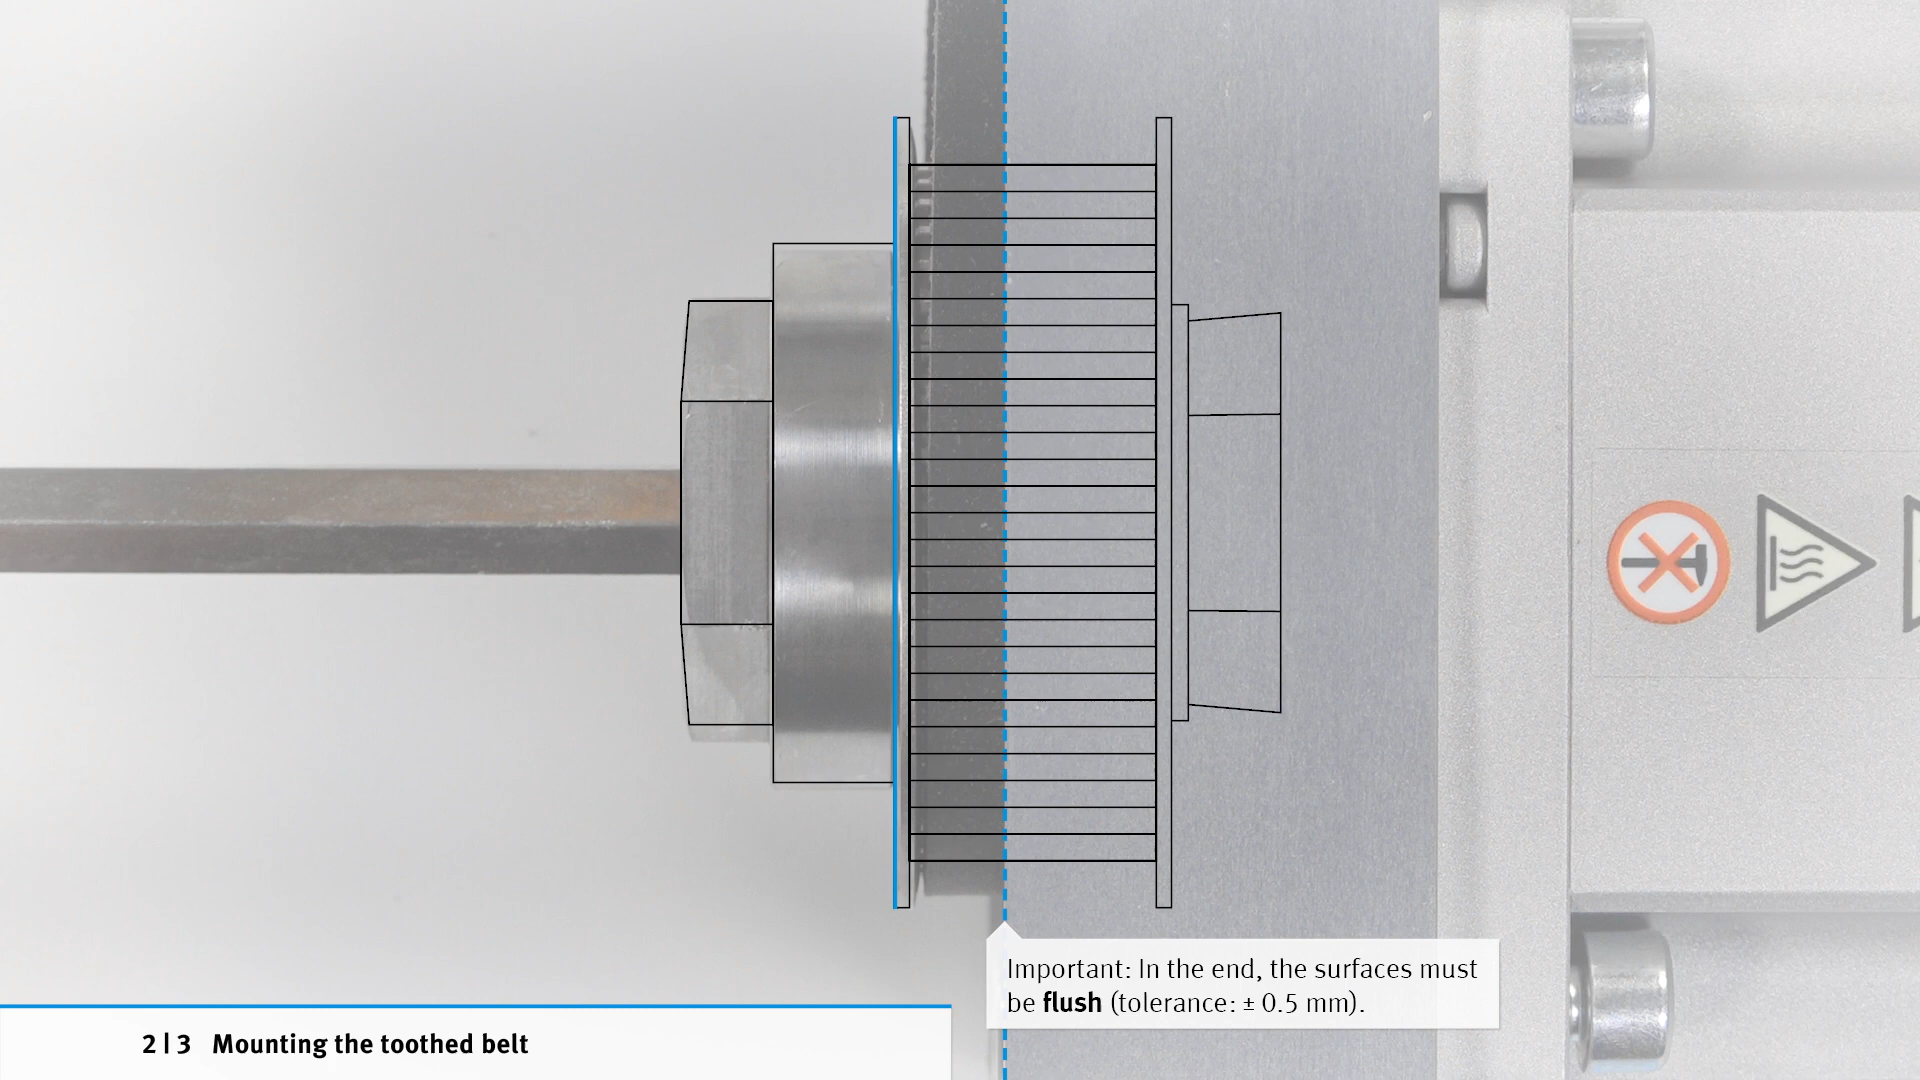 Important: In the end, the surfaces must
be flush (tolerance: ± 0.5 mm).
2 | 3 Mounting the toothed belt